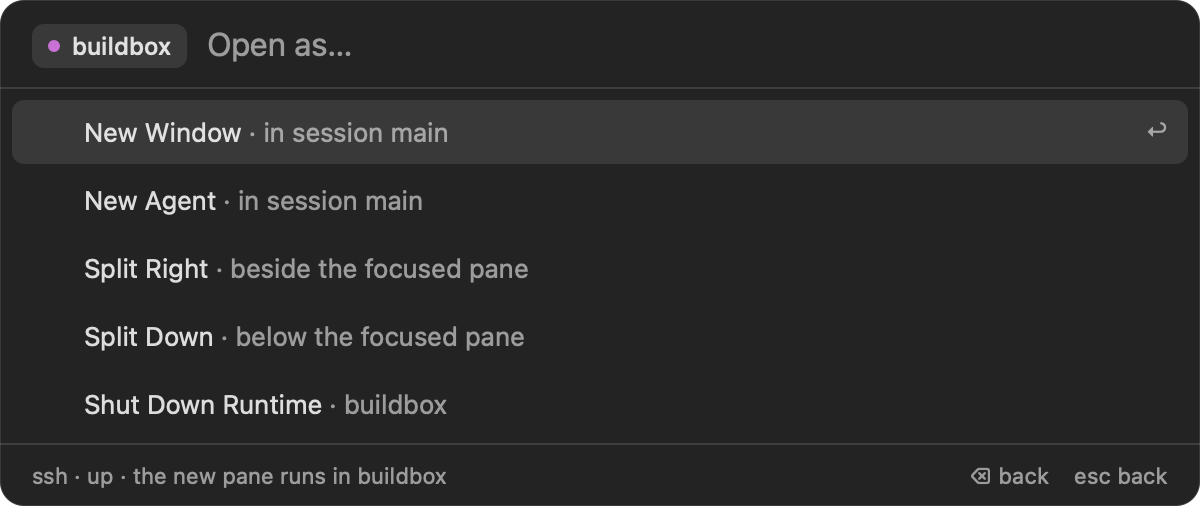 buildbox Open as...
New Window · in session main
New Agent · in session main
Split Right · beside the focused pane
Split Down · below the focused pane
Shut Down Runtime · buildbox
ssh · up · the new pane runs in buildbox ⌫ back esc back